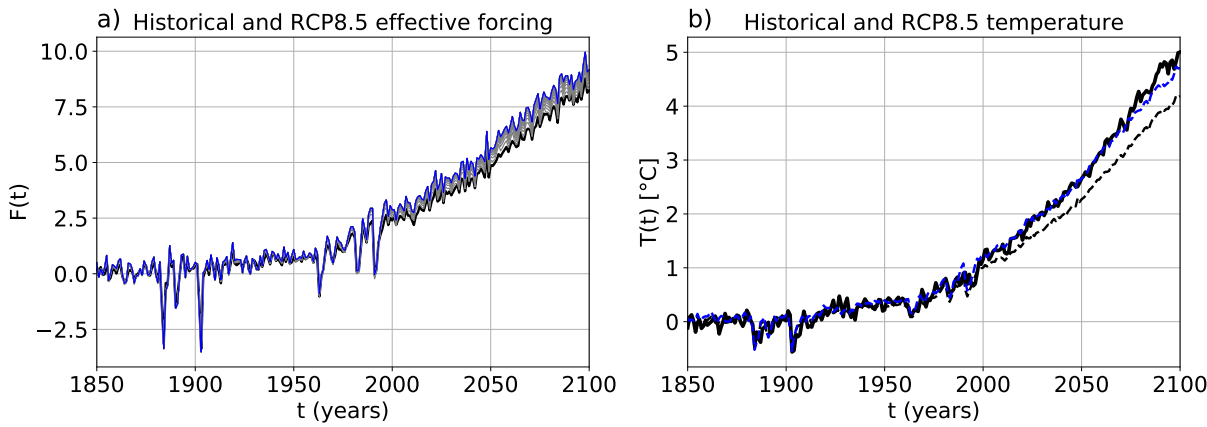 a) Historical and RCP8.5 effective forcing
10.0
7.5
5.0
2.5
0.0
−2.5
F(t)
1850 1900 1950 2000 2050 2100
t (years)
b) Historical and RCP8.5 temperature
5
4
3
2
1
0
T(t) [°C]
1850 1900 1950 2000 2050 2100
t (years)